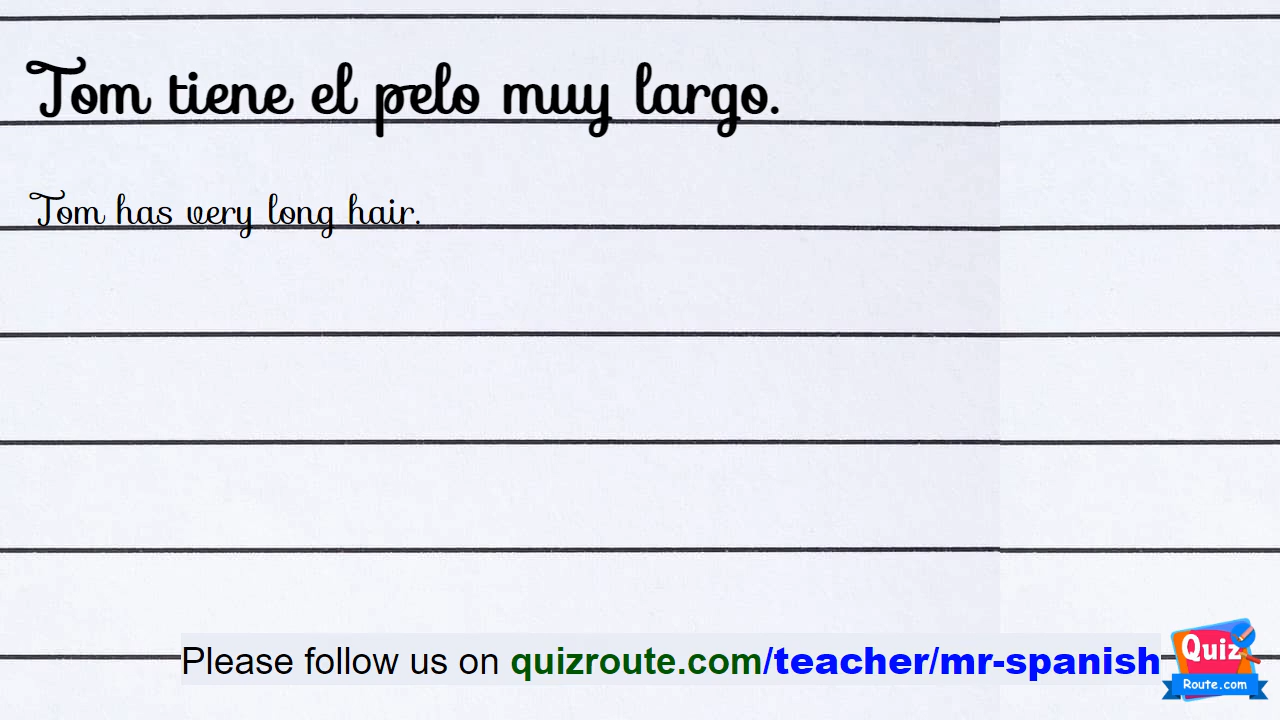 Tom tiene el pelo muy largo.
Tom has very long hair.
Please follow us on quizroute.com/teacher/mr-spanish
Quiz
Route.com